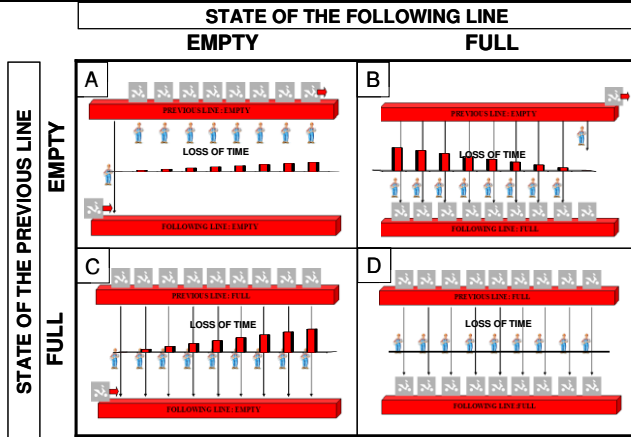 STATE OF THE FOLLOWING LINE
EMPTY
FULL
STATE OF THE PREVIOUS LINE
EMPTY
FULL
A
PREVIOUS LINE: EMPTY
LOSS OF TIME
FOLLOWING LINE: EMPTY
B
PREVIOUS LINE: EMPTY
LOSS OF TIME
FOLLOWING LINE: FULL
C
PREVIOUS LINE: FULL
LOSS OF TIME
FOLLOWING LINE: EMPTY
D
PREVIOUS LINE: FULL
LOSS OF TIME
FOLLOWING LINE:FULL